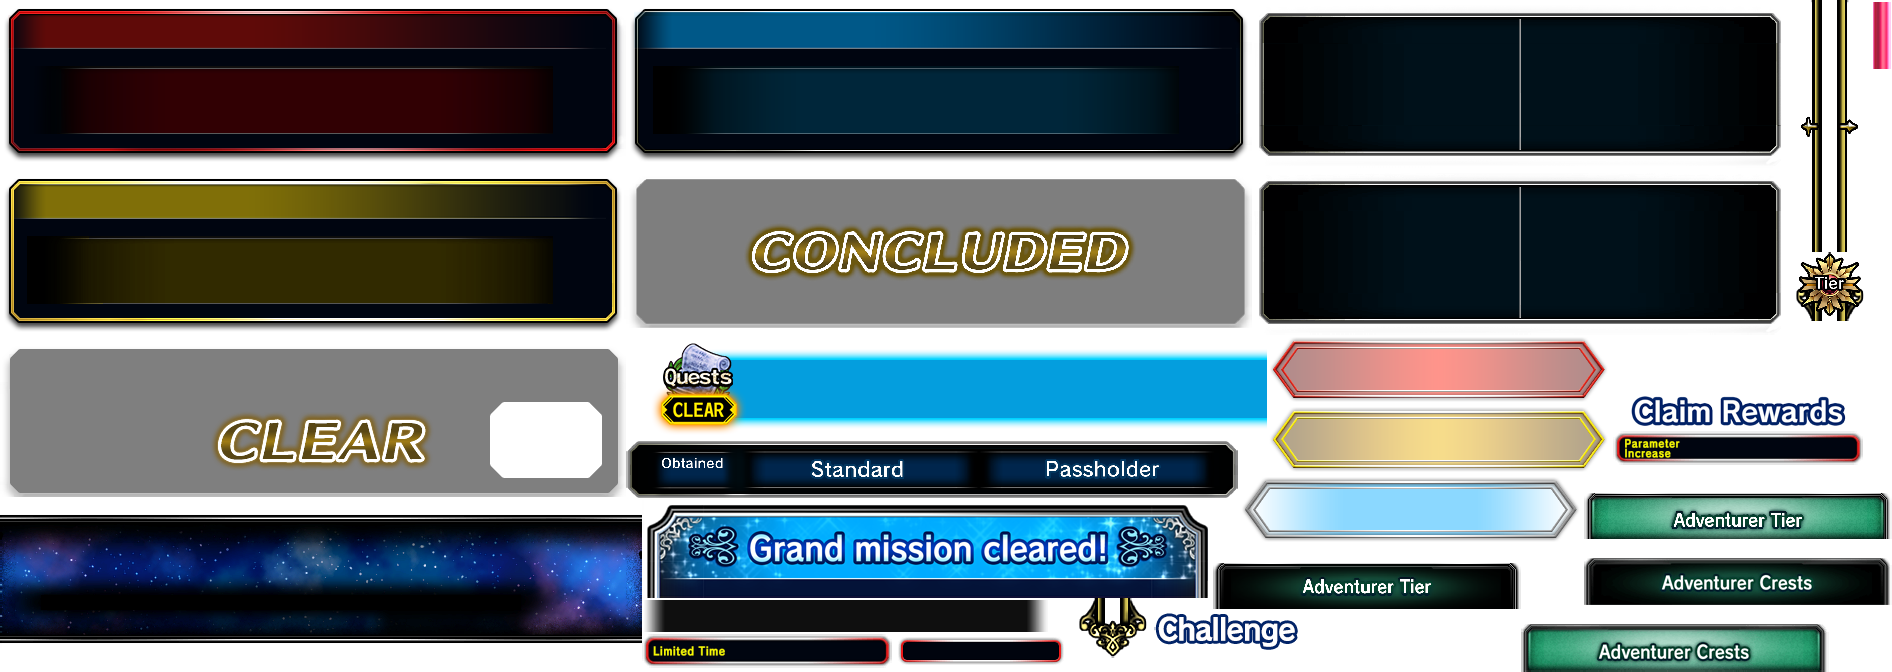 CONCLUDED
Tier
CLEAR
Quests
CLEAR
Obtained
Standard
Passholder
Claim Rewards
Parameter
Increase
Adventurer Tier
Grand mission cleared!
Adventurer Tier
Adventurer Crests
Limited Time
Challenge
Adventurer Crests